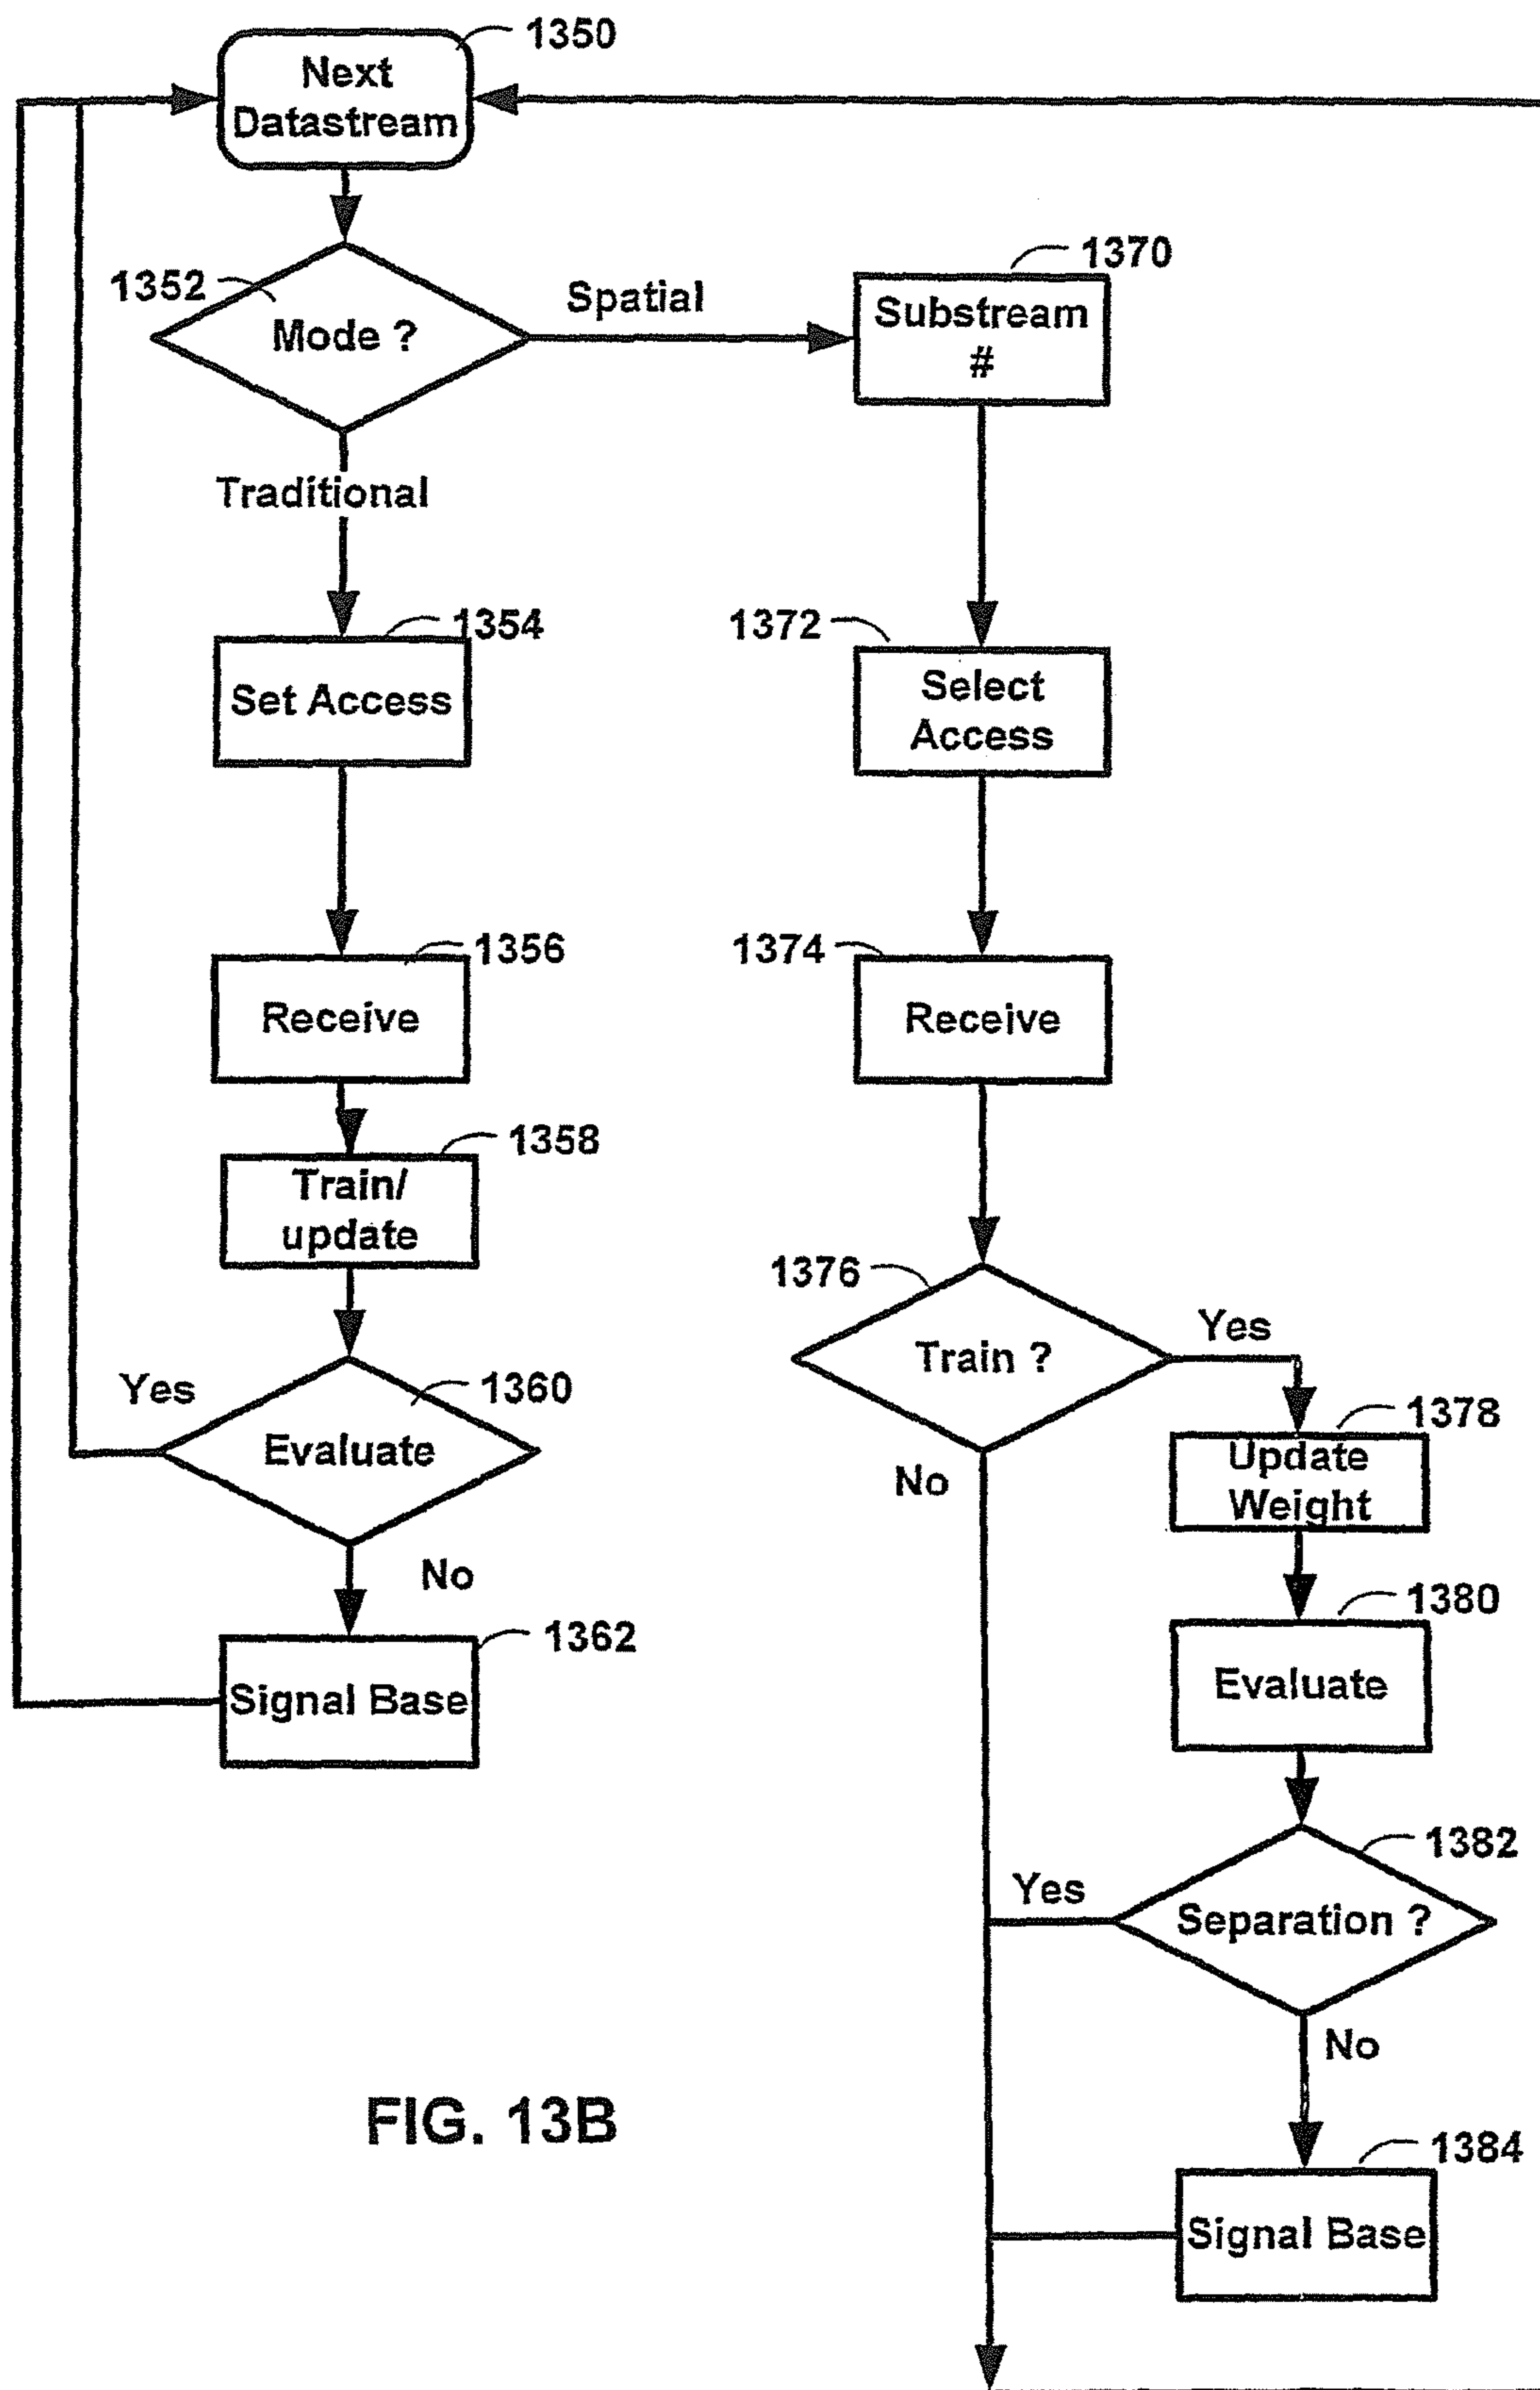 1350
Next
Datastream
1352
Mode ?
Spatial
1370
Substream
#
Traditional
1354
Set Access
1372
Select
Access
1356
Receive
1374
Receive
1358
Train/
update
1376
Train ?
Yes
No
Yes
1360
Evaluate
No
1378
Update
Weight
1362
Signal Base
1380
Evaluate
1382
Yes
Separation ?
No
1384
Signal Base
FIG. 13B